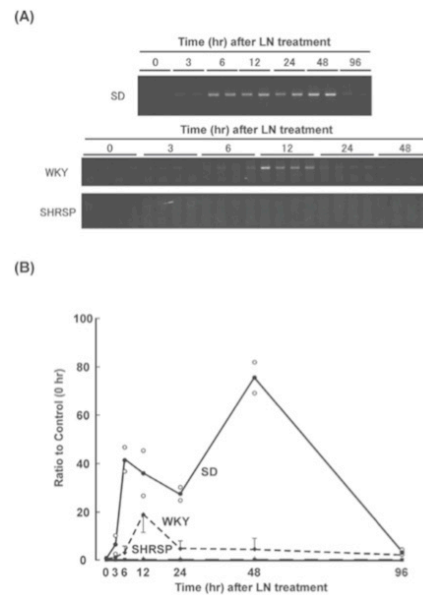 (A)
Time (hr) after LN treatment
0 3 6 12 24 48 96
SD
Time (hr) after LN treatment
0 3 6 12 24 48
WKY
SHRSP
(B)
100
80
60
40
20
0
Ratio to Control (0 hr)
SD
WKY
SHRSP
0 3 6 12 24 48 96
Time (hr) after LN treatment